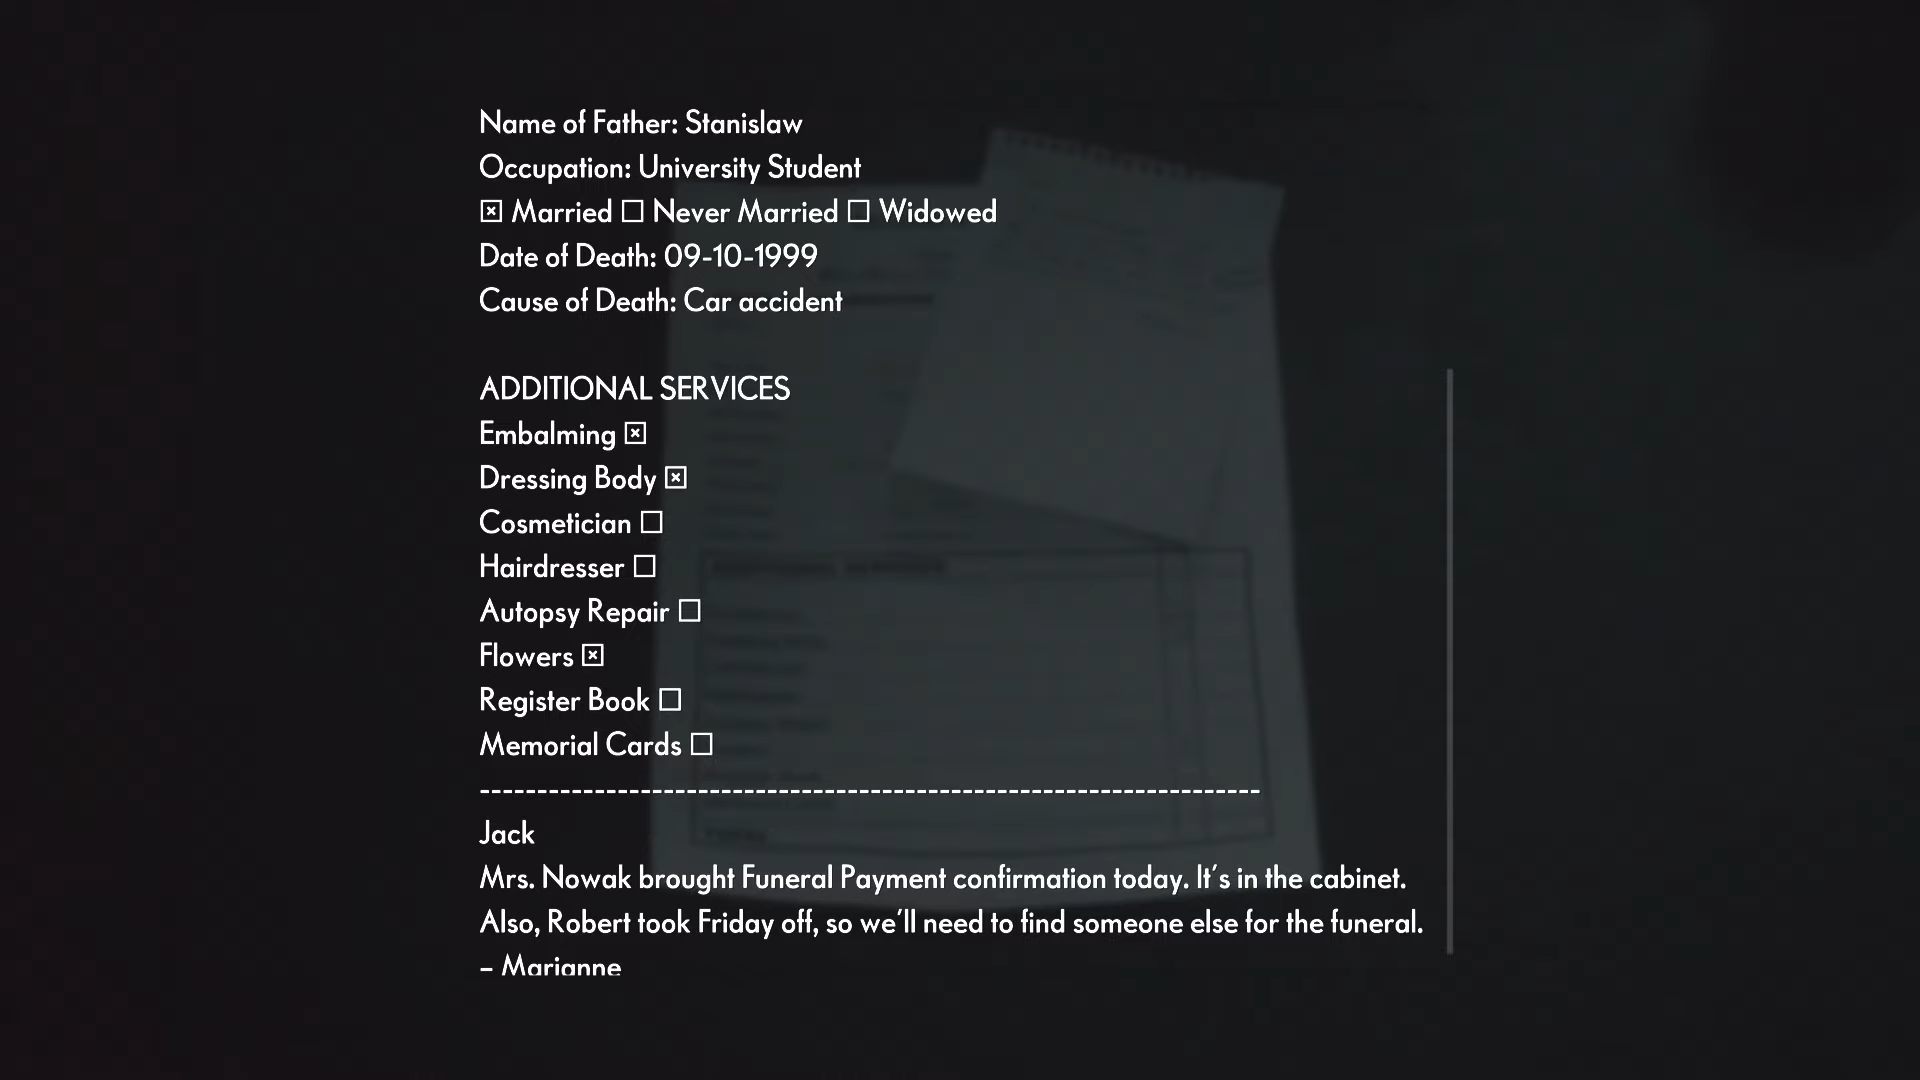 Name of Father: Stanislaw
Occupation: University Student
☒ Married ☐ Never Married ☐ Widowed
Date of Death: 09-10-1999
Cause of Death: Car accident
ADDITIONAL SERVICES
Embalming ☒
Dressing Body ☒
Cosmetician ☐
Hairdresser ☐
Autopsy Repair ☐
Flowers ☒
Register Book ☐
Memorial Cards ☐
--------------------------------------------------------------------
Jack
Mrs. Nowak brought Funeral Payment confirmation today. It's in the cabinet.
Also, Robert took Friday off, so we'll need to find someone else for the funeral.
– Marianne